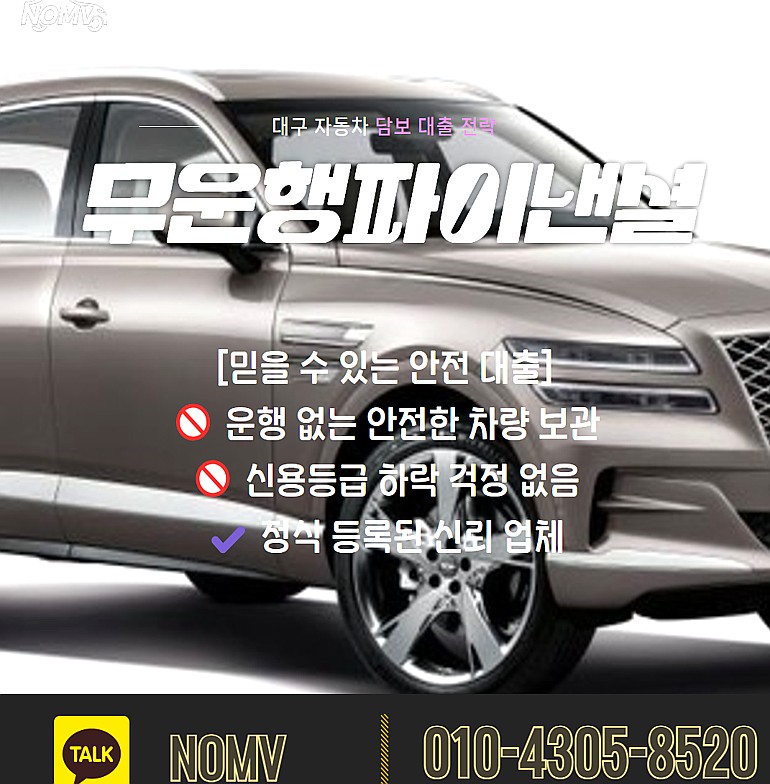 NOMV
대구 자동차 담보 대출 전략
무운행파이낸셜
[믿을 수 있는 안전 대출]
운행 없는 안전한 차량 보관
신용등급 하락 걱정 없음
정식 등록된 신뢰 업체
TALK
NOMV
010-4305-8520